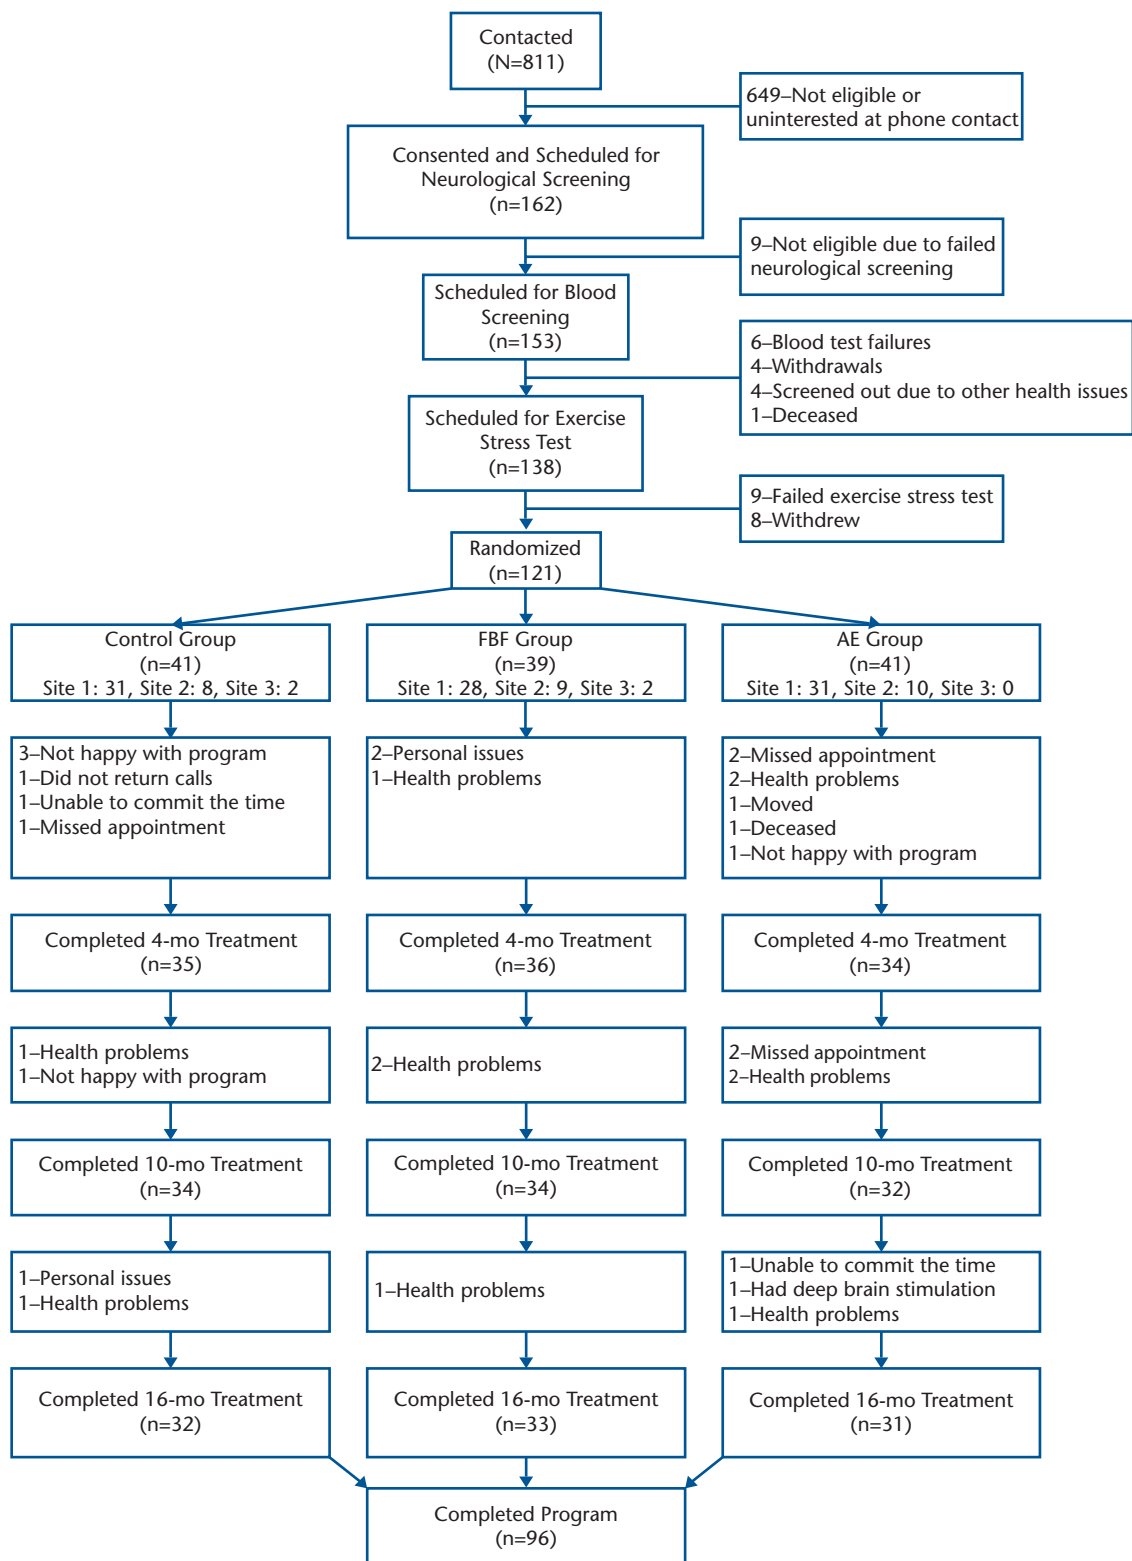 Contacted
(N=811)
649–Not eligible or
uninterested at phone contact
Consented and Scheduled for
Neurological Screening
(n=162)
9–Not eligible due to failed
neurological screening
Scheduled for Blood
Screening
(n=153)
6–Blood test failures
4–Withdrawals
4–Screened out due to other health issues
1–Deceased
Scheduled for Exercise
Stress Test
(n=138)
9–Failed exercise stress test
8–Withdrew
Randomized
(n=121)
Control Group
(n=41)
Site 1: 31, Site 2: 8, Site 3: 2
FBF Group
(n=39)
Site 1: 28, Site 2: 9, Site 3: 2
AE Group
(n=41)
Site 1: 31, Site 2: 10, Site 3: 0
3–Not happy with program
1–Did not return calls
1–Unable to commit the time
1–Missed appointment
2–Personal issues
1–Health problems
2–Missed appointment
2–Health problems
1–Moved
1–Deceased
1–Not happy with program
Completed 4-mo Treatment
(n=35)
Completed 4-mo Treatment
(n=36)
Completed 4-mo Treatment
(n=34)
1–Health problems
1–Not happy with program
2–Health problems
2–Missed appointment
2–Health problems
Completed 10-mo Treatment
(n=34)
Completed 10-mo Treatment
(n=34)
Completed 10-mo Treatment
(n=32)
1–Personal issues
1–Health problems
1–Health problems
1–Unable to commit the time
1–Had deep brain stimulation
1–Health problems
Completed 16-mo Treatment
(n=32)
Completed 16-mo Treatment
(n=33)
Completed 16-mo Treatment
(n=31)
Completed Program
(n=96)